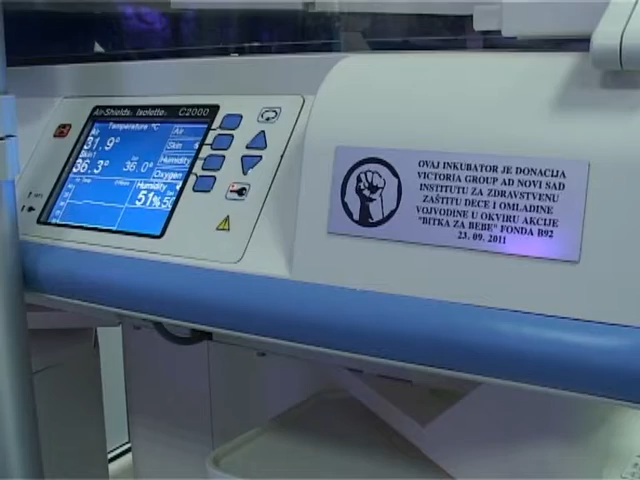 Air-Shields® Isolette® C2000
Temperature °C
Air
31.9°
Skin1
36.3° 36.0°
Humidity
51%
Air
Skin
Humidity
Oxygen
OVAJ INKUBATOR JE DONACIJA
VICTORIA GROUP AD NOVI SAD
INSTITUTU ZA ZDRAVSTVENU
ZAŠTITU DECE I OMLADINE
VOJVODINE U OKVIRU AKCIJE
"BITKA ZA BEBE" FONDA B92
23. 09. 2011